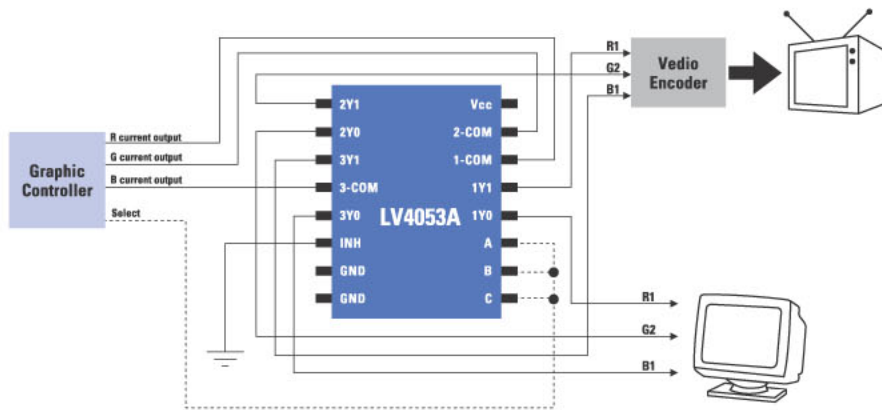 Graphic
Controller
R current output
G current output
B current output
Select
2Y1
2Y0
3Y1
3-COM
3Y0
INH
GND
GND
LV4053A
Vcc
2-COM
1-COM
1Y1
1Y0
A
B
C
R1
G2
B1
Vedio
Encoder
R1
G2
B1